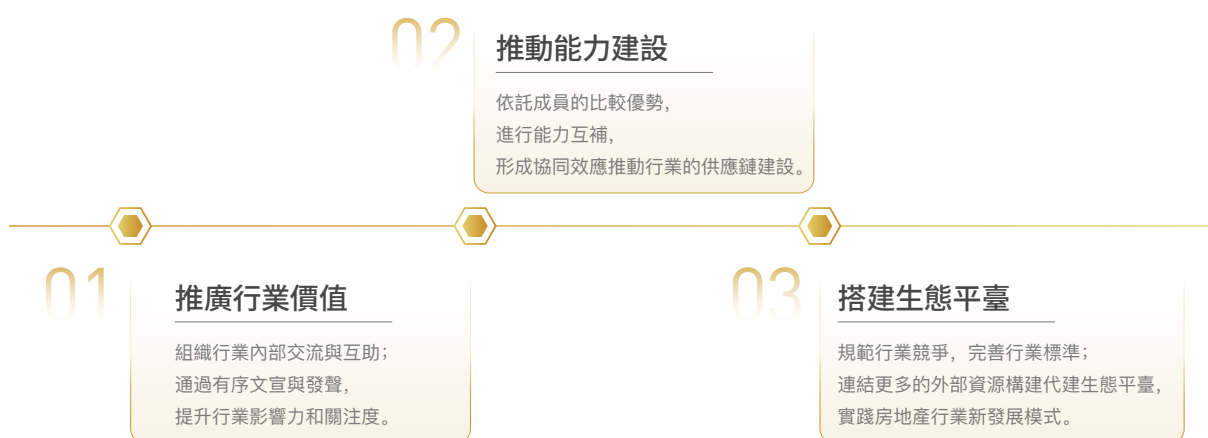 01
推廣行業價值
組織行業內部交流與互助；
通過有序文宣與發聲，
提升行業影響力和關注度。
02
推動能力建設
依託成員的比較優勢，
進行能力互補，
形成協同效應推動行業的供應鏈建設。
03
搭建生態平臺
規範行業競爭，完善行業標準；
連結更多的外部資源構建代建生態平臺，
實踐房地產行業新發展模式。